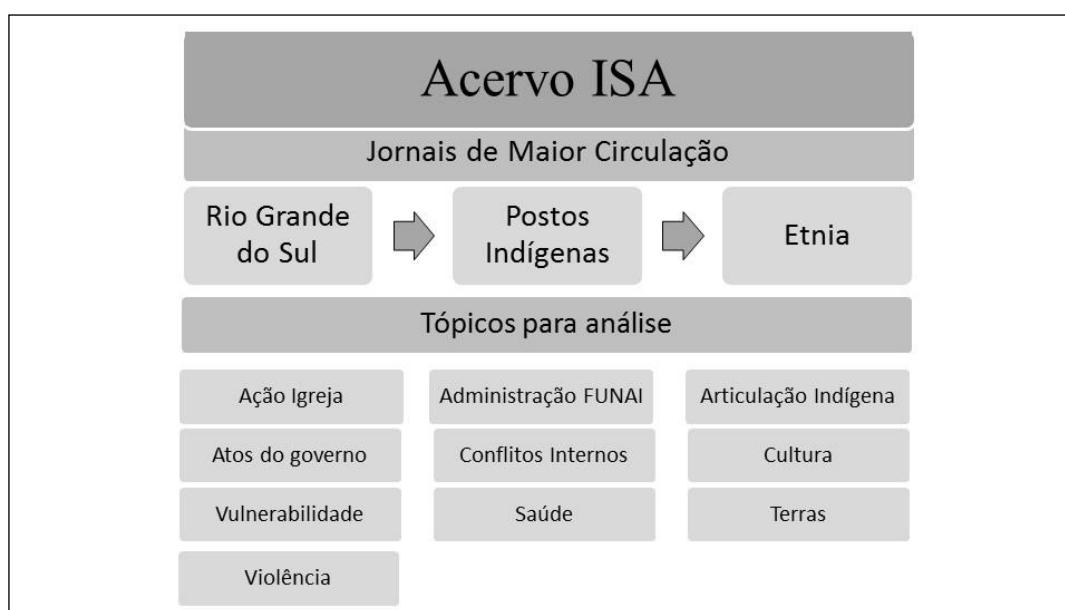 Acervo ISA
Jornais de Maior Circulação
Rio Grande
do Sul
Postos
Indígenas
Etnia
Tópicos para análise
Ação Igreja
Administração FUNAI
Articulação Indígena
Atos do governo
Conflitos Internos
Cultura
Vulnerabilidade
Saúde
Terras
Violência